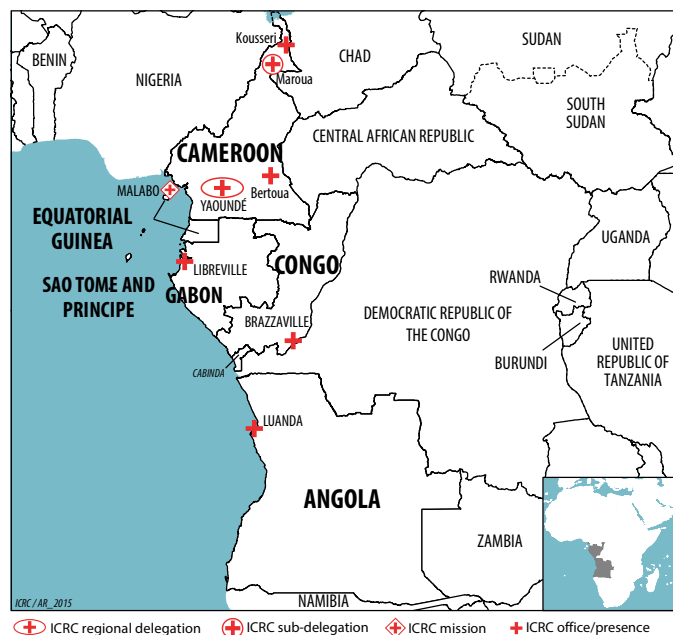 Kousseri
SUDAN
CHAD
BENIN
NIGERIA
Maroua
SOUTH
SUDAN
CENTRAL AFRICAN REPUBLIC
CAMEROON
MALABO
Bertoua
YAOUNDÉ
EQUATORIAL
GUINEA
UGANDA
LIBREVILLE
CONGO
RWANDA
SAO TOME AND
PRINCIPE
GABON
DEMOCRATIC REPUBLIC OF
THE CONGO
BRAZZAVILLE
UNITED
REPUBLIC OF
TANZANIA
BURUNDI
CABINDA
LUANDA
ANGOLA
ZAMBIA
ICRC / AR_2015
NAMIBIA
ICRC regional delegation
ICRC sub-delegation
ICRC mission
ICRC office/presence